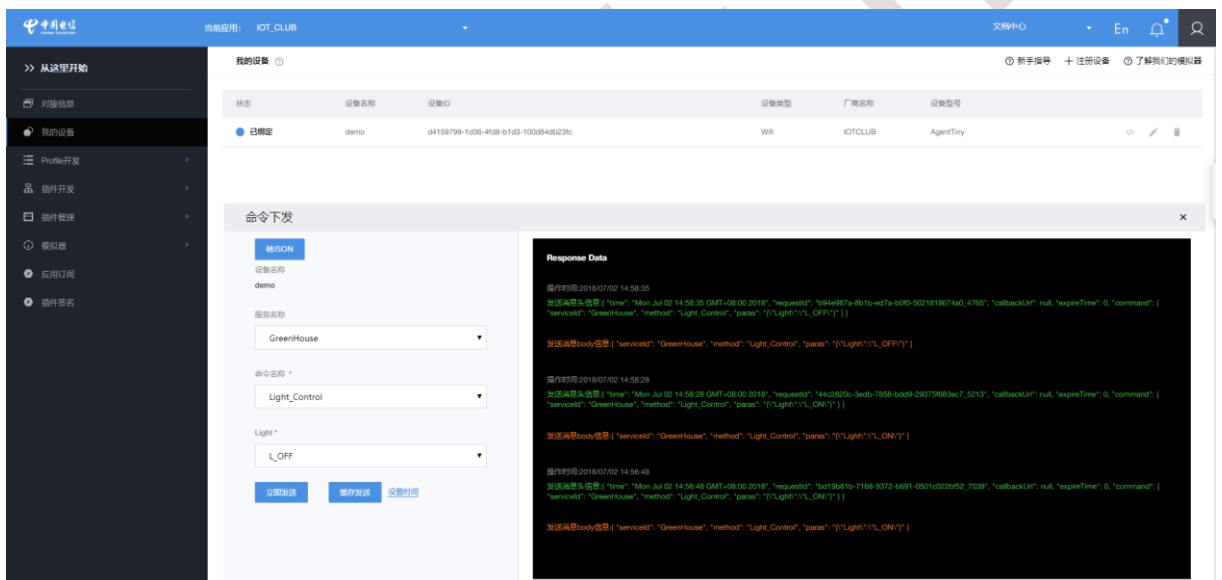 中国电信
CHINA TELECOM
当前应用: IOT_CLUB
文档中心
En
>> 从这里开始
对接信息
我的设备
Profile开发
插件开发
插件管理
模拟器
应用订阅
插件签名
我的设备
新手指导 + 注册设备 了解我们的模拟器
状态 设备名称 设备ID 设备类型 厂商名称 设备型号
已绑定 demo d4159799-1d36-4fd8-b1d3-100d84db23fc Wifi IOTCLUB AgentTiny
命令下发 ×
转JSON
设备名称
demo
服务名称
GreenHouse
命令名称 *
Light_Control
Light *
L_OFF
立即发送 缓存发送 设置时间
Response Data
操作时间:2018/07/02 14:58:35
发送消息头信息:{ "time": "Mon Jul 02 14:58:35 GMT+08:00 2018", "requestId": "b94e987a-8b1b-ed7a-b0f0-5021818674a0_4765", "callbackUrl": null, "expireTime": 0, "command": {
"serviceId": "GreenHouse", "method": "Light_Control", "paras": "{\"Light\":\"L_OFF\"}" } }
发送消息body信息:{ "serviceId": "GreenHouse", "method": "Light_Control", "paras": "{\"Light\":\"L_OFF\"}" }
操作时间:2018/07/02 14:58:28
发送消息头信息:{ "time": "Mon Jul 02 14:58:28 GMT+08:00 2018", "requestId": "44c2820c-3edb-7858-bdd9-29375f683ec7_5213", "callbackUrl": null, "expireTime": 0, "command": {
"serviceId": "GreenHouse", "method": "Light_Control", "paras": "{\"Light\":\"L_ON\"}" } }
发送消息body信息:{ "serviceId": "GreenHouse", "method": "Light_Control", "paras": "{\"Light\":\"L_ON\"}" }
操作时间:2018/07/02 14:56:48
发送消息头信息:{ "time": "Mon Jul 02 14:56:48 GMT+08:00 2018", "requestId": "bd19b81b-7168-9372-b691-0501c022bf52_7039", "callbackUrl": null, "expireTime": 0, "command": {
"serviceId": "GreenHouse", "method": "Light_Control", "paras": "{\"Light\":\"L_ON\"}" } }
发送消息body信息:{ "serviceId": "GreenHouse", "method": "Light_Control", "paras": "{\"Light\":\"L_ON\"}" }